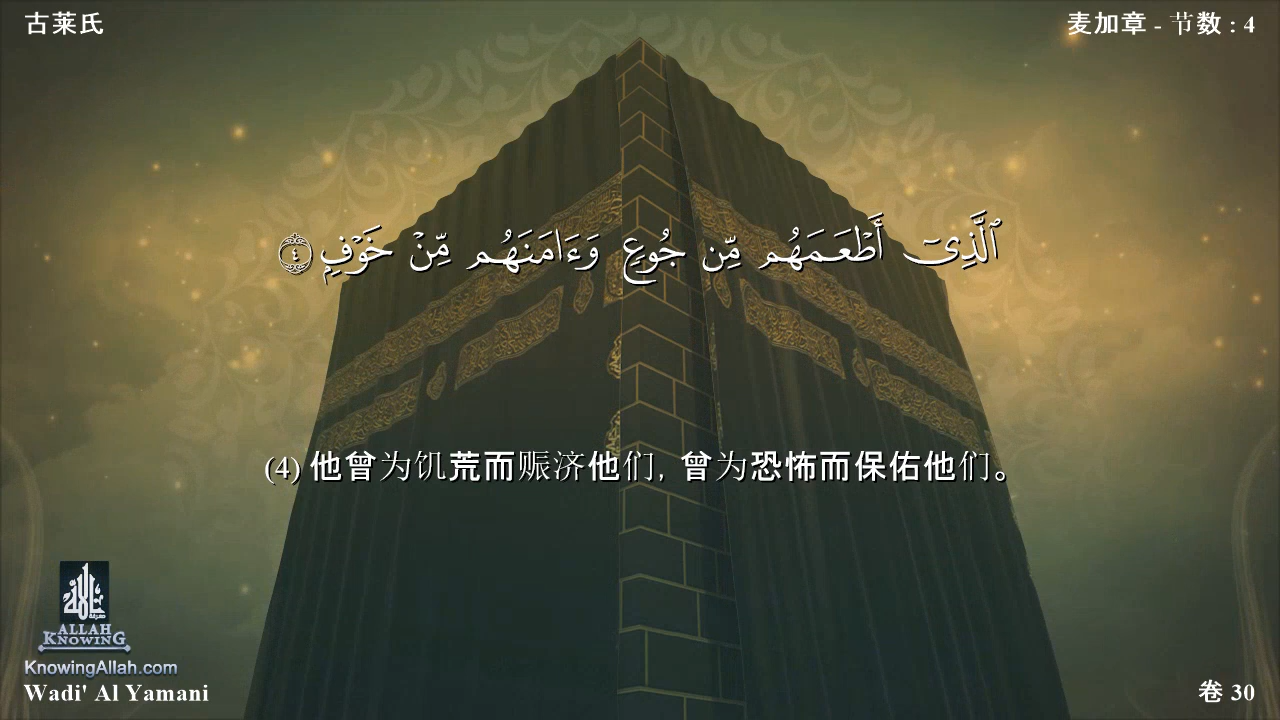 古莱氏
麦加章 - 节数 : 4
ٱلَّذِىٓ أَطْعَمَهُم مِّن جُوعٍ وَءَامَنَهُم مِّنْ خَوْفٍۭ ٤
(4) 他曾为饥荒而赈济他们, 曾为恐怖而保佑他们。
ALLAH
KNOWING
KnowingAllah.com
Wadi' Al Yamani
卷 30